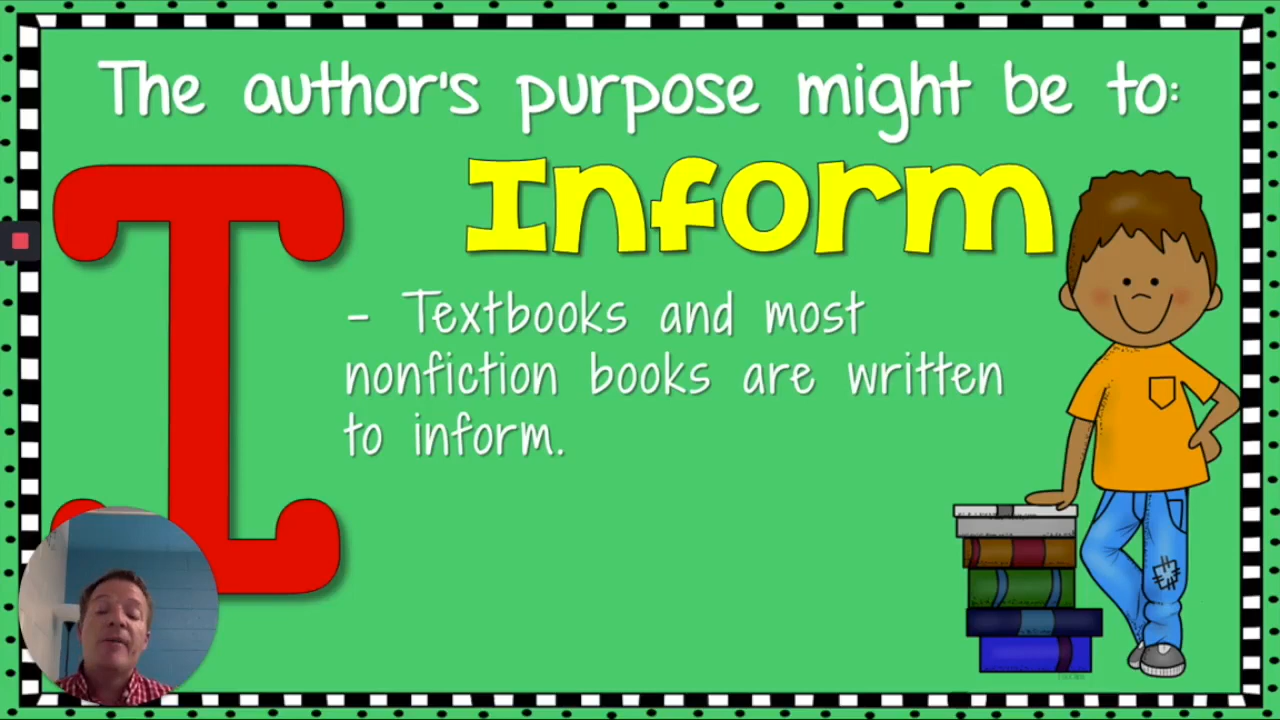 The author's purpose might be to:
I
Inform
- Textbooks and most
nonfiction books are written
to inform.